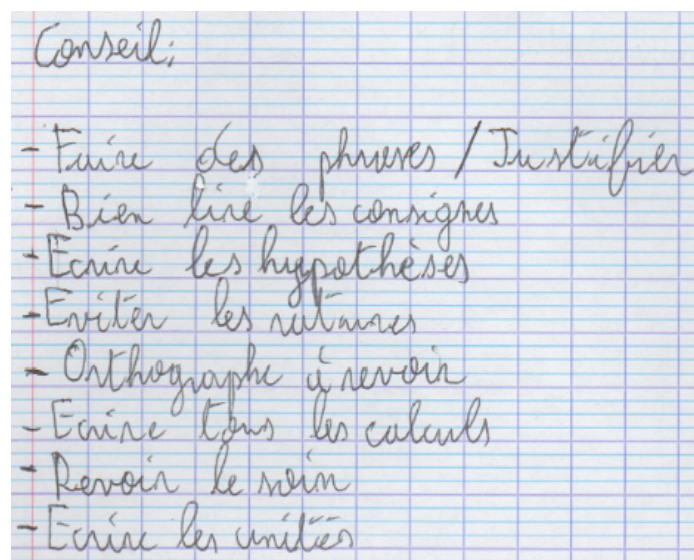 Conseil:
- Faire des phrases / Justifier
- Bien lire les consignes
- Ecrire les hypothèses
- Eviter les ratures
- Orthographe à revoir
- Ecrire tous les calculs
- Revoir le soin
- Ecrire les unités